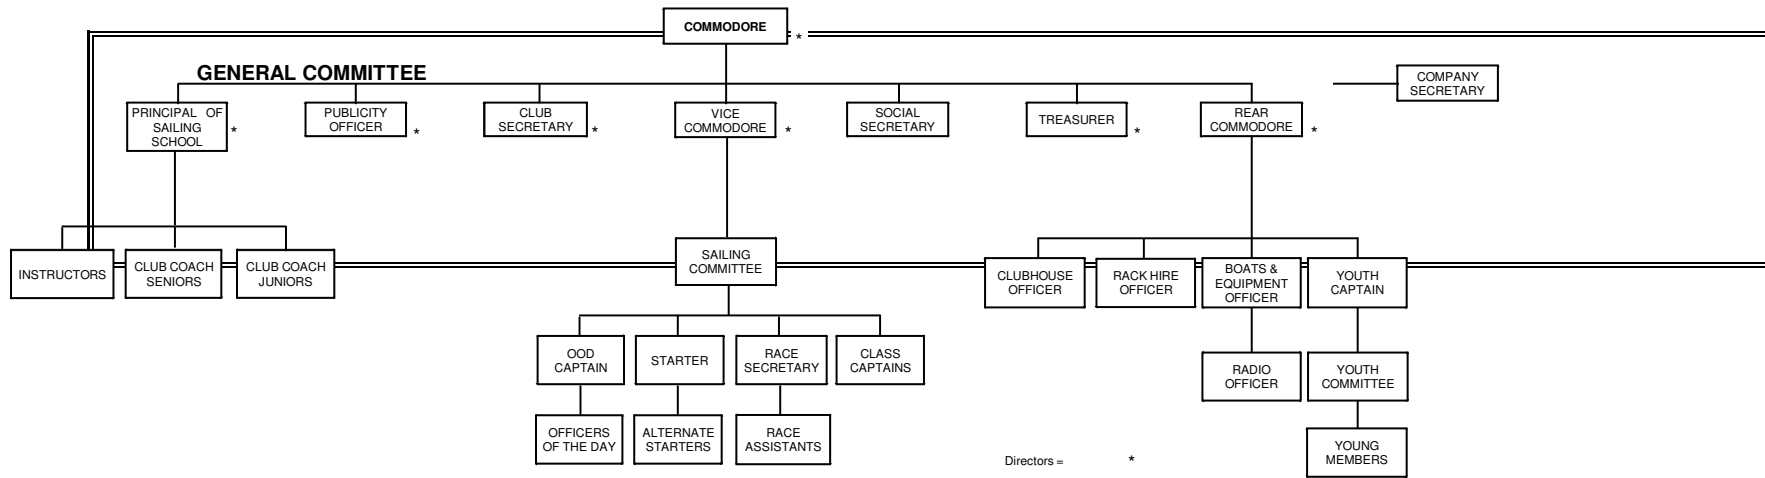 COMMODORE
*
GENERAL COMMITTEE
COMPANY
SECRETARY
PRINCIPAL OF
SAILING
SCHOOL
*
PUBLICITY
OFFICER
*
CLUB
SECRETARY
*
VICE
COMMODORE
*
SOCIAL
SECRETARY
TREASURER
*
REAR
COMMODORE
*
INSTRUCTORS
CLUB COACH
SENIORS
CLUB COACH
JUNIORS
SAILING
COMMITTEE
CLUBHOUSE
OFFICER
RACK HIRE
OFFICER
BOATS &
EQUIPMENT
OFFICER
YOUTH
CAPTAIN
OOD
CAPTAIN
STARTER
RACE
SECRETARY
CLASS
CAPTAINS
RADIO
OFFICER
YOUTH
COMMITTEE
OFFICERS
OF THE DAY
ALTERNATE
STARTERS
RACE
ASSISTANTS
YOUNG
MEMBERS
Directors = *